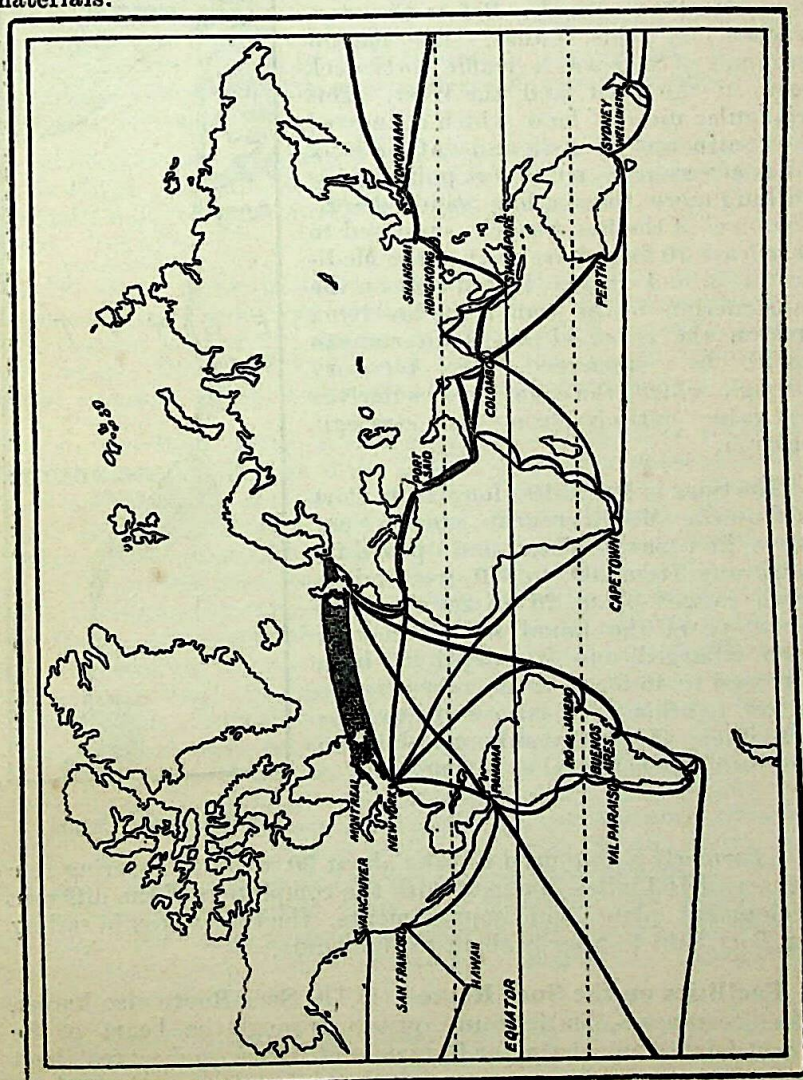 materials.
VANCOUVER
SAN FRANCISCO
HAWAII
MONTREAL
NEW YORK
PANAMA
EQUATOR
RIO de JANEIRO
BUENOS
AIRES
VALPARAISO
PORT
SAID
CAPETOWN
COLOMBO
YOKOHAMA
SHANGHAI
HONGKONG
SINGAPORE
PERTH
SYDNEY
WELLINGTON